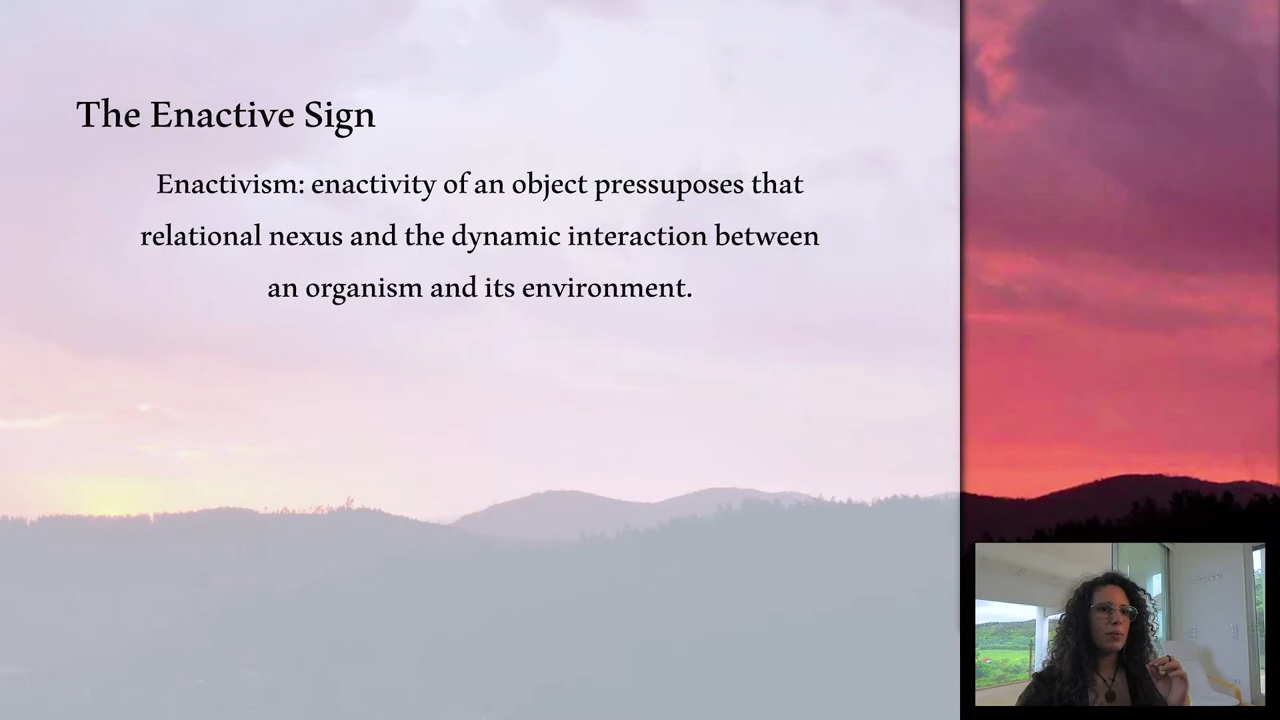 The Enactive Sign
Enactivism: enactivity of an object pressuposes that
relational nexus and the dynamic interaction between
an organism and its environment.